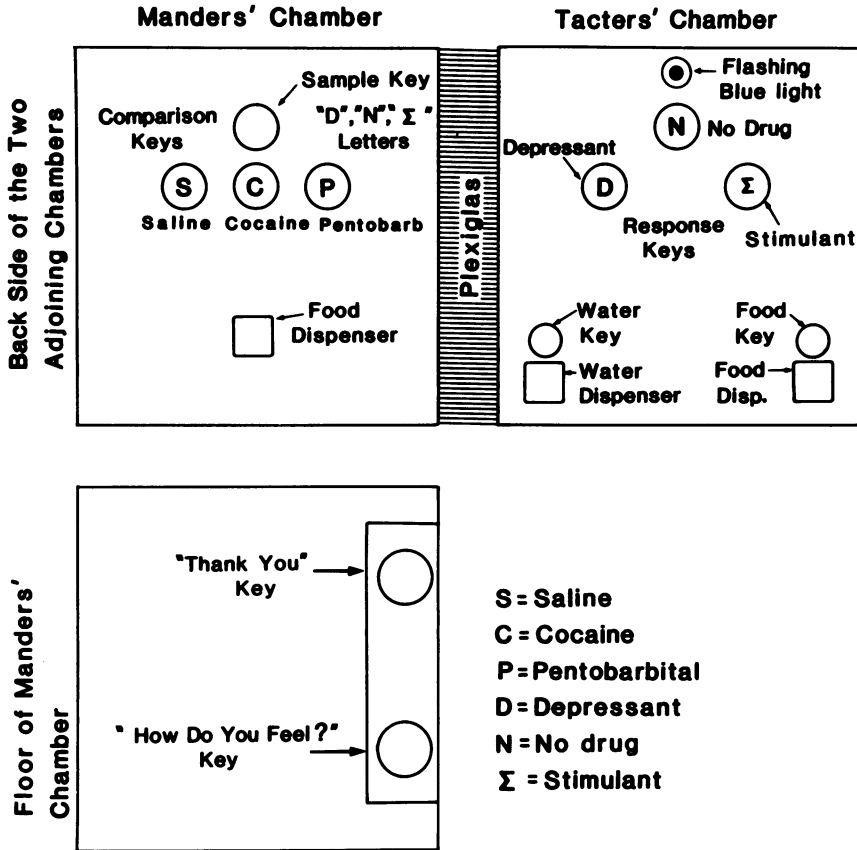 Manders' Chamber
Tacters' Chamber
Back Side of the Two
Adjoining Chambers
Sample Key
"D", "N", "Σ"
Letters
Comparison
Keys
S
C
P
Saline Cocaine Pentobarb
Food
Dispenser
Plexiglas
Flashing
Blue light
N
No Drug
Depressant
D
Σ
Response
Keys
Stimulant
Water
Key
Food
Key
Water
Dispenser
Food
Disp.
Floor of Manders'
Chamber
"Thank You"
Key
"How Do You Feel?"
Key
S = Saline
C = Cocaine
P = Pentobarbital
D = Depressant
N = No drug
Σ = Stimulant